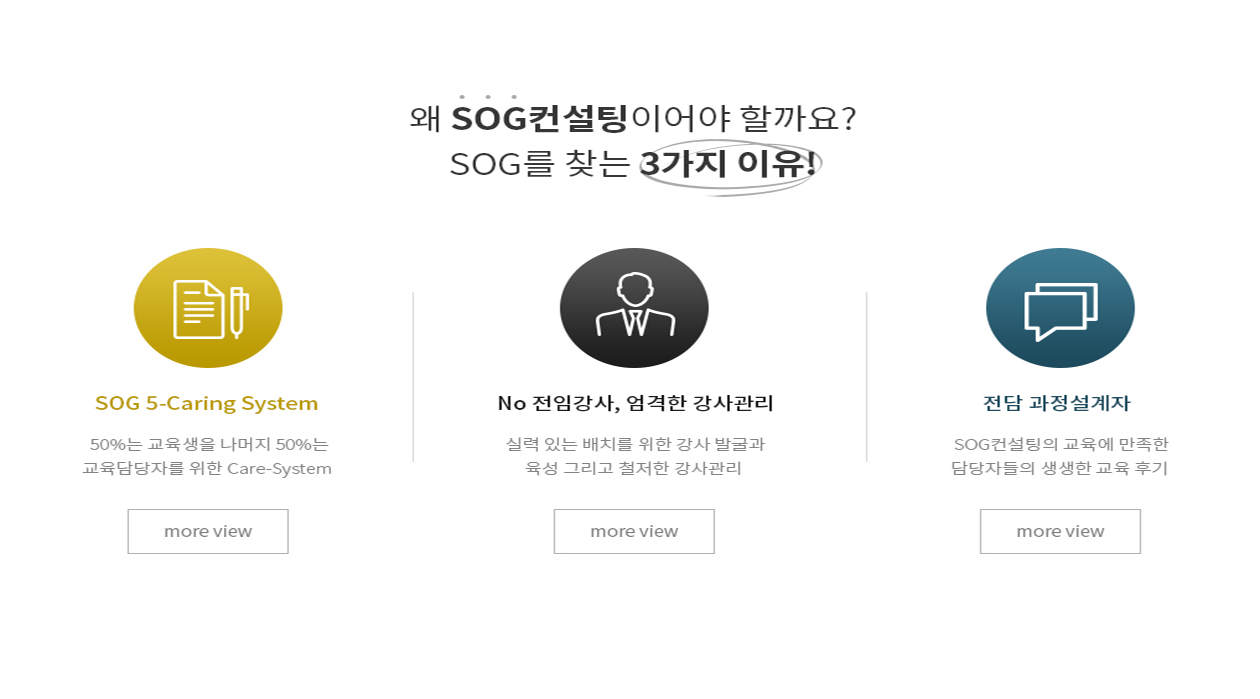 왜 SOG컨설팅이어야 할까요?
SOG를 찾는 3가지 이유!
SOG 5-Caring System
50%는 교육생을 나머지 50%는
교육담당자를 위한 Care-System
more view
No 전임강사, 엄격한 강사관리
실력 있는 배치를 위한 강사 발굴과
육성 그리고 철저한 강사관리
more view
전담 과정설계자
SOG컨설팅의 교육에 만족한
담당자들의 생생한 교육 후기
more view